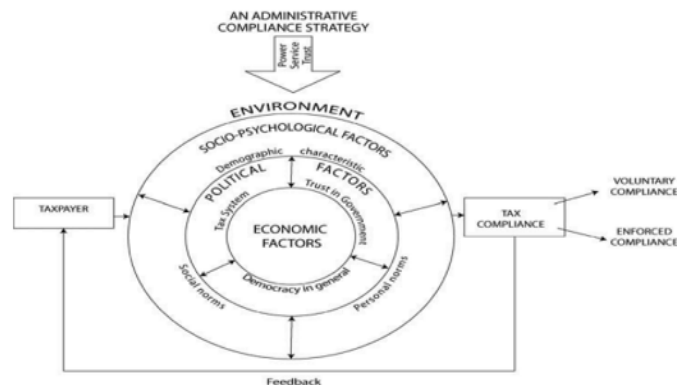 AN ADMINISTRATIVE
COMPLIANCE STRATEGY
Power
Service
Trust
ENVIRONMENT
SOCIO-PSYCHOLOGICAL FACTORS
Demographic characteristic
POLITICAL FACTORS
Tax System
Trust in Government
ECONOMIC
FACTORS
Democracy in general
Social norms
Personal norms
TAXPAYER
TAX
COMPLIANCE
VOLUNTARY
COMPLIANCE
ENFORCED
COMPLIANCE
Feedback